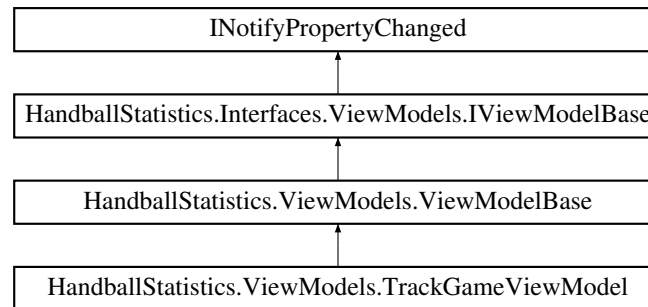 INotifyPropertyChanged
HandballStatistics.Interfaces.ViewModels.IViewModelBase
HandballStatistics.ViewModels.ViewModelBase
HandballStatistics.ViewModels.TrackGameViewModel